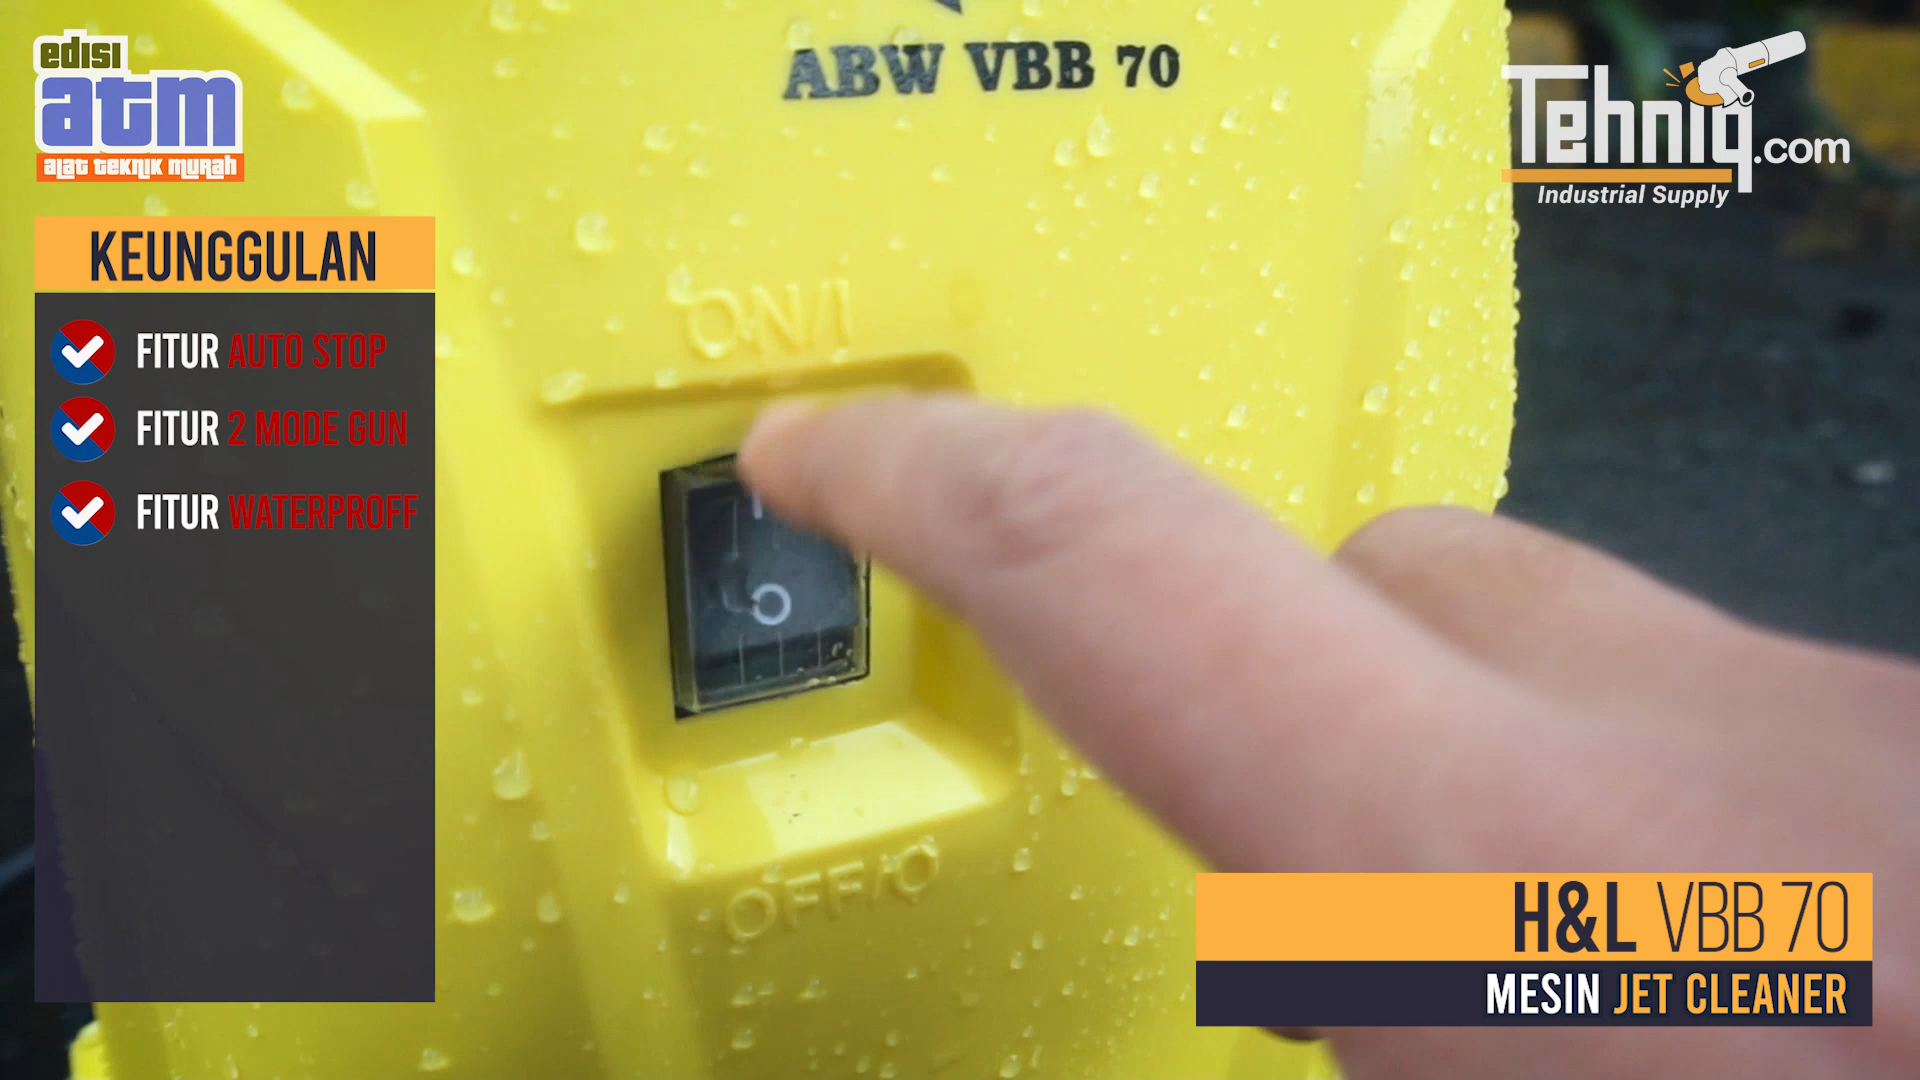 edisi
atm
alat teknik murah
ABW VBB 70
Tehniq.com
Industrial Supply
KEUNGGULAN
FITUR AUTO STOP
FITUR 2 MODE GUN
FITUR WATERPROFF
ON/I
I
O
OFF/O
H&L VBB 70
MESIN JET CLEANER